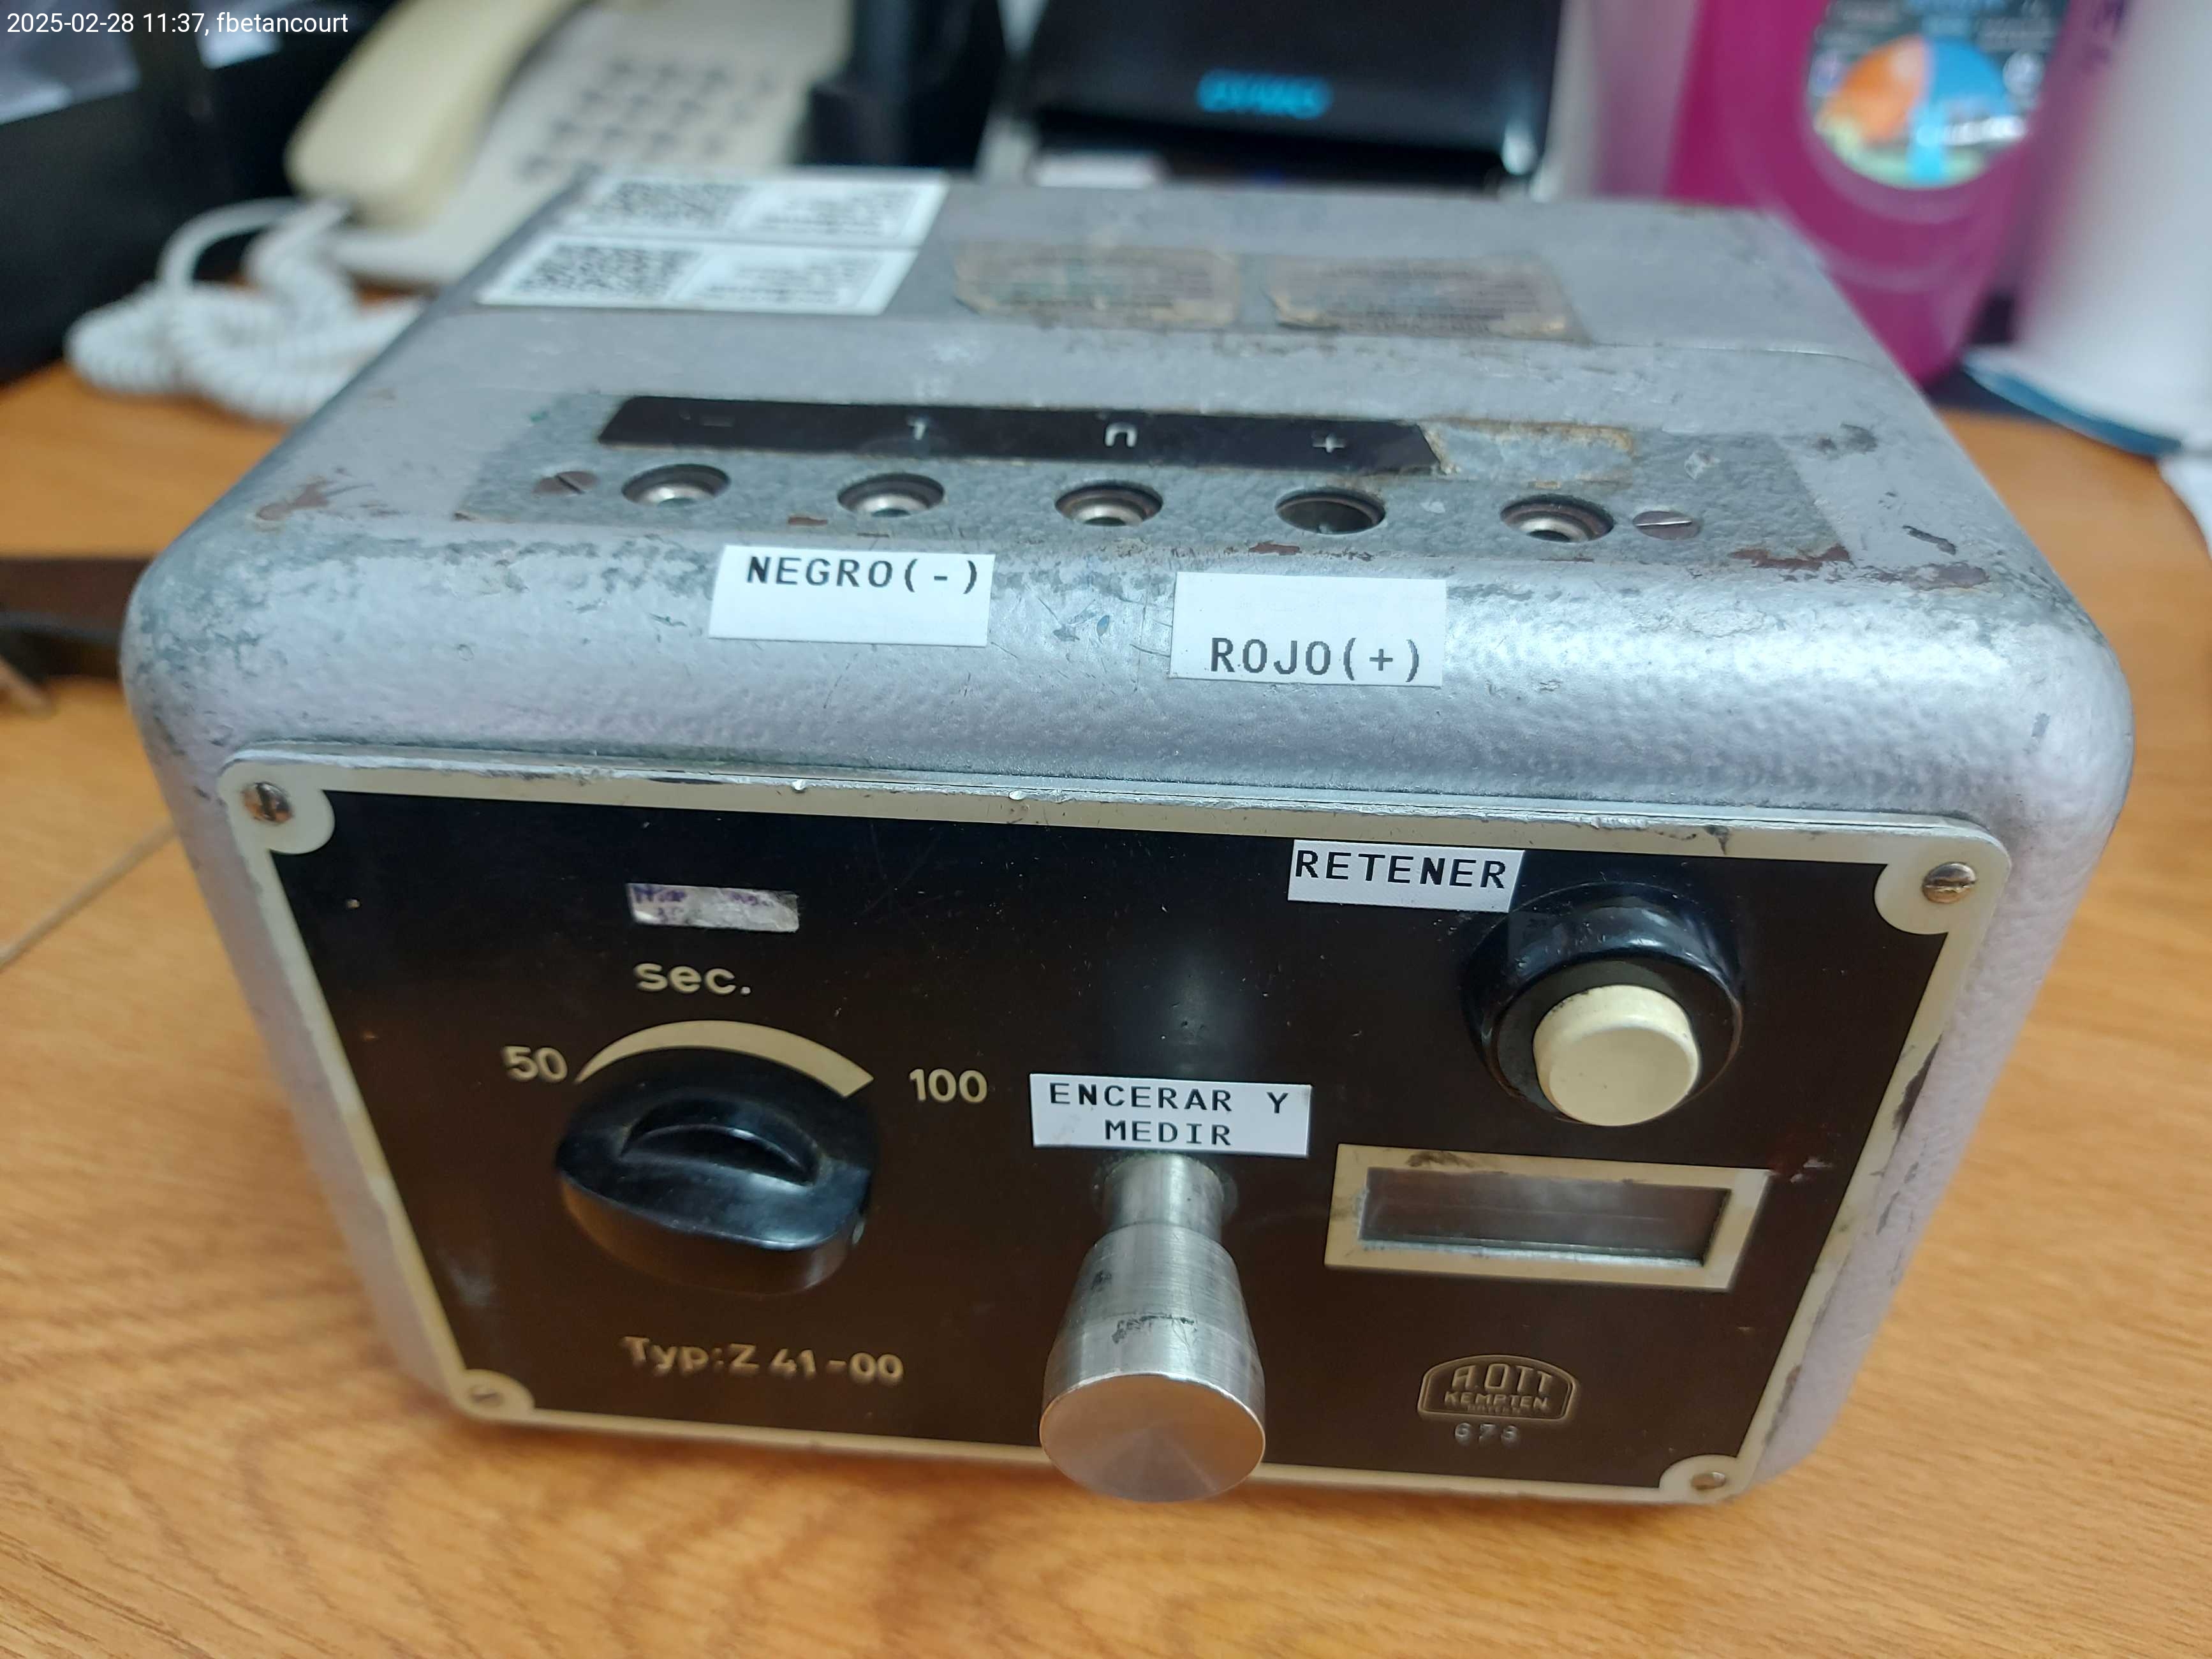 2025-02-28 11:37, fbetancourt
DYMO
- T n +
NEGRO(-)
ROJO(+)
RETENER
sec.
50 100
ENCERAR Y
MEDIR
Typ:Z 41-00
A.OTT
KEMPTEN
678